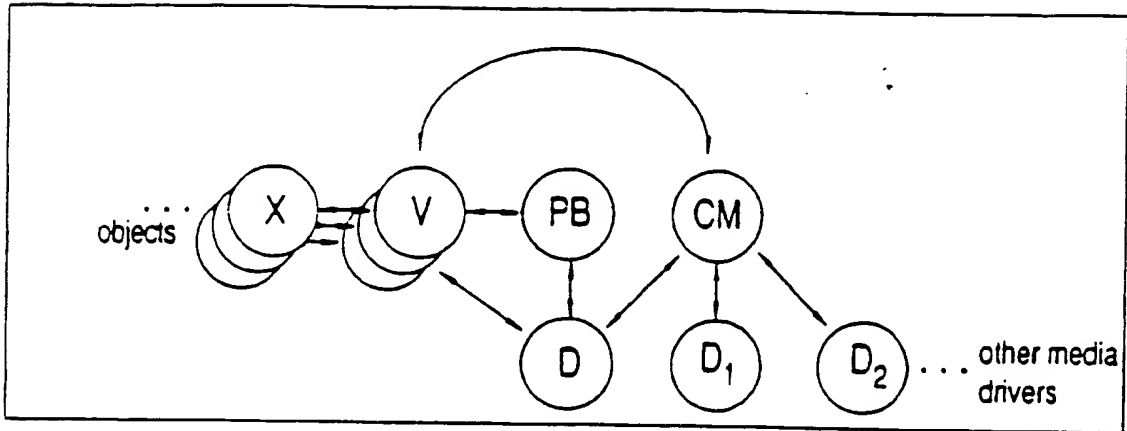 X V PB CM
. . . objects
D D1 D2 . . . other media
drivers